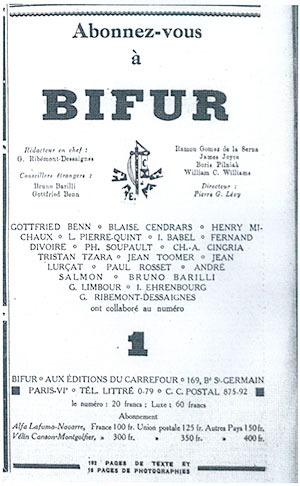 Abonnez-vous
à
BIFUR
Rédacteur en chef :
G. Ribémont-Dessaignes
Conseillers étrangers :
Bruno Barilli
Gottfried Benn
Ramon Gomez de la Serna
James Joyce
Boris Pilniak
William C. Williams
Directeur :
Pierre G. Lévy
GOTTFRIED BENN ° BLAISE CENDRARS ° HENRY MI-
CHAUX ° L. PIERRE-QUINT ° I. BABEL ° FERNAND
DIVOIRE ° PH. SOUPAULT ° CH.-A. CINGRIA
TRISTAN TZARA ° JEAN TOOMER ° JEAN
LURÇAT ° PAUL ROSSET ° ANDRÉ
SALMON ° BRUNO BARILLI
G. LIMBOUR ° I. EHRENBOURG
G. RIBEMONT-DESSAIGNES
ont collaboré au numéro
1
BIFUR ° AUX ÉDITIONS DU CARREFOUR ° 169, Bd St-GERMAIN
PARIS-VIe ° TÉL. LITTRÉ 0-79 ° C. C. POSTAL 875-92
le numéro : 20 francs ; Luxe : 60 francs
Abonnement
Alfa Lafuma-Navarre, France 100 fr. Union postale 125 fr. Autres Pays 150 fr.
Vélin Canson-Montgolfier, » 300 fr. » 350 fr. » 400 fr.
192 PAGES DE TEXTE ET
16 PAGES DE PHOTOGRAPHIES